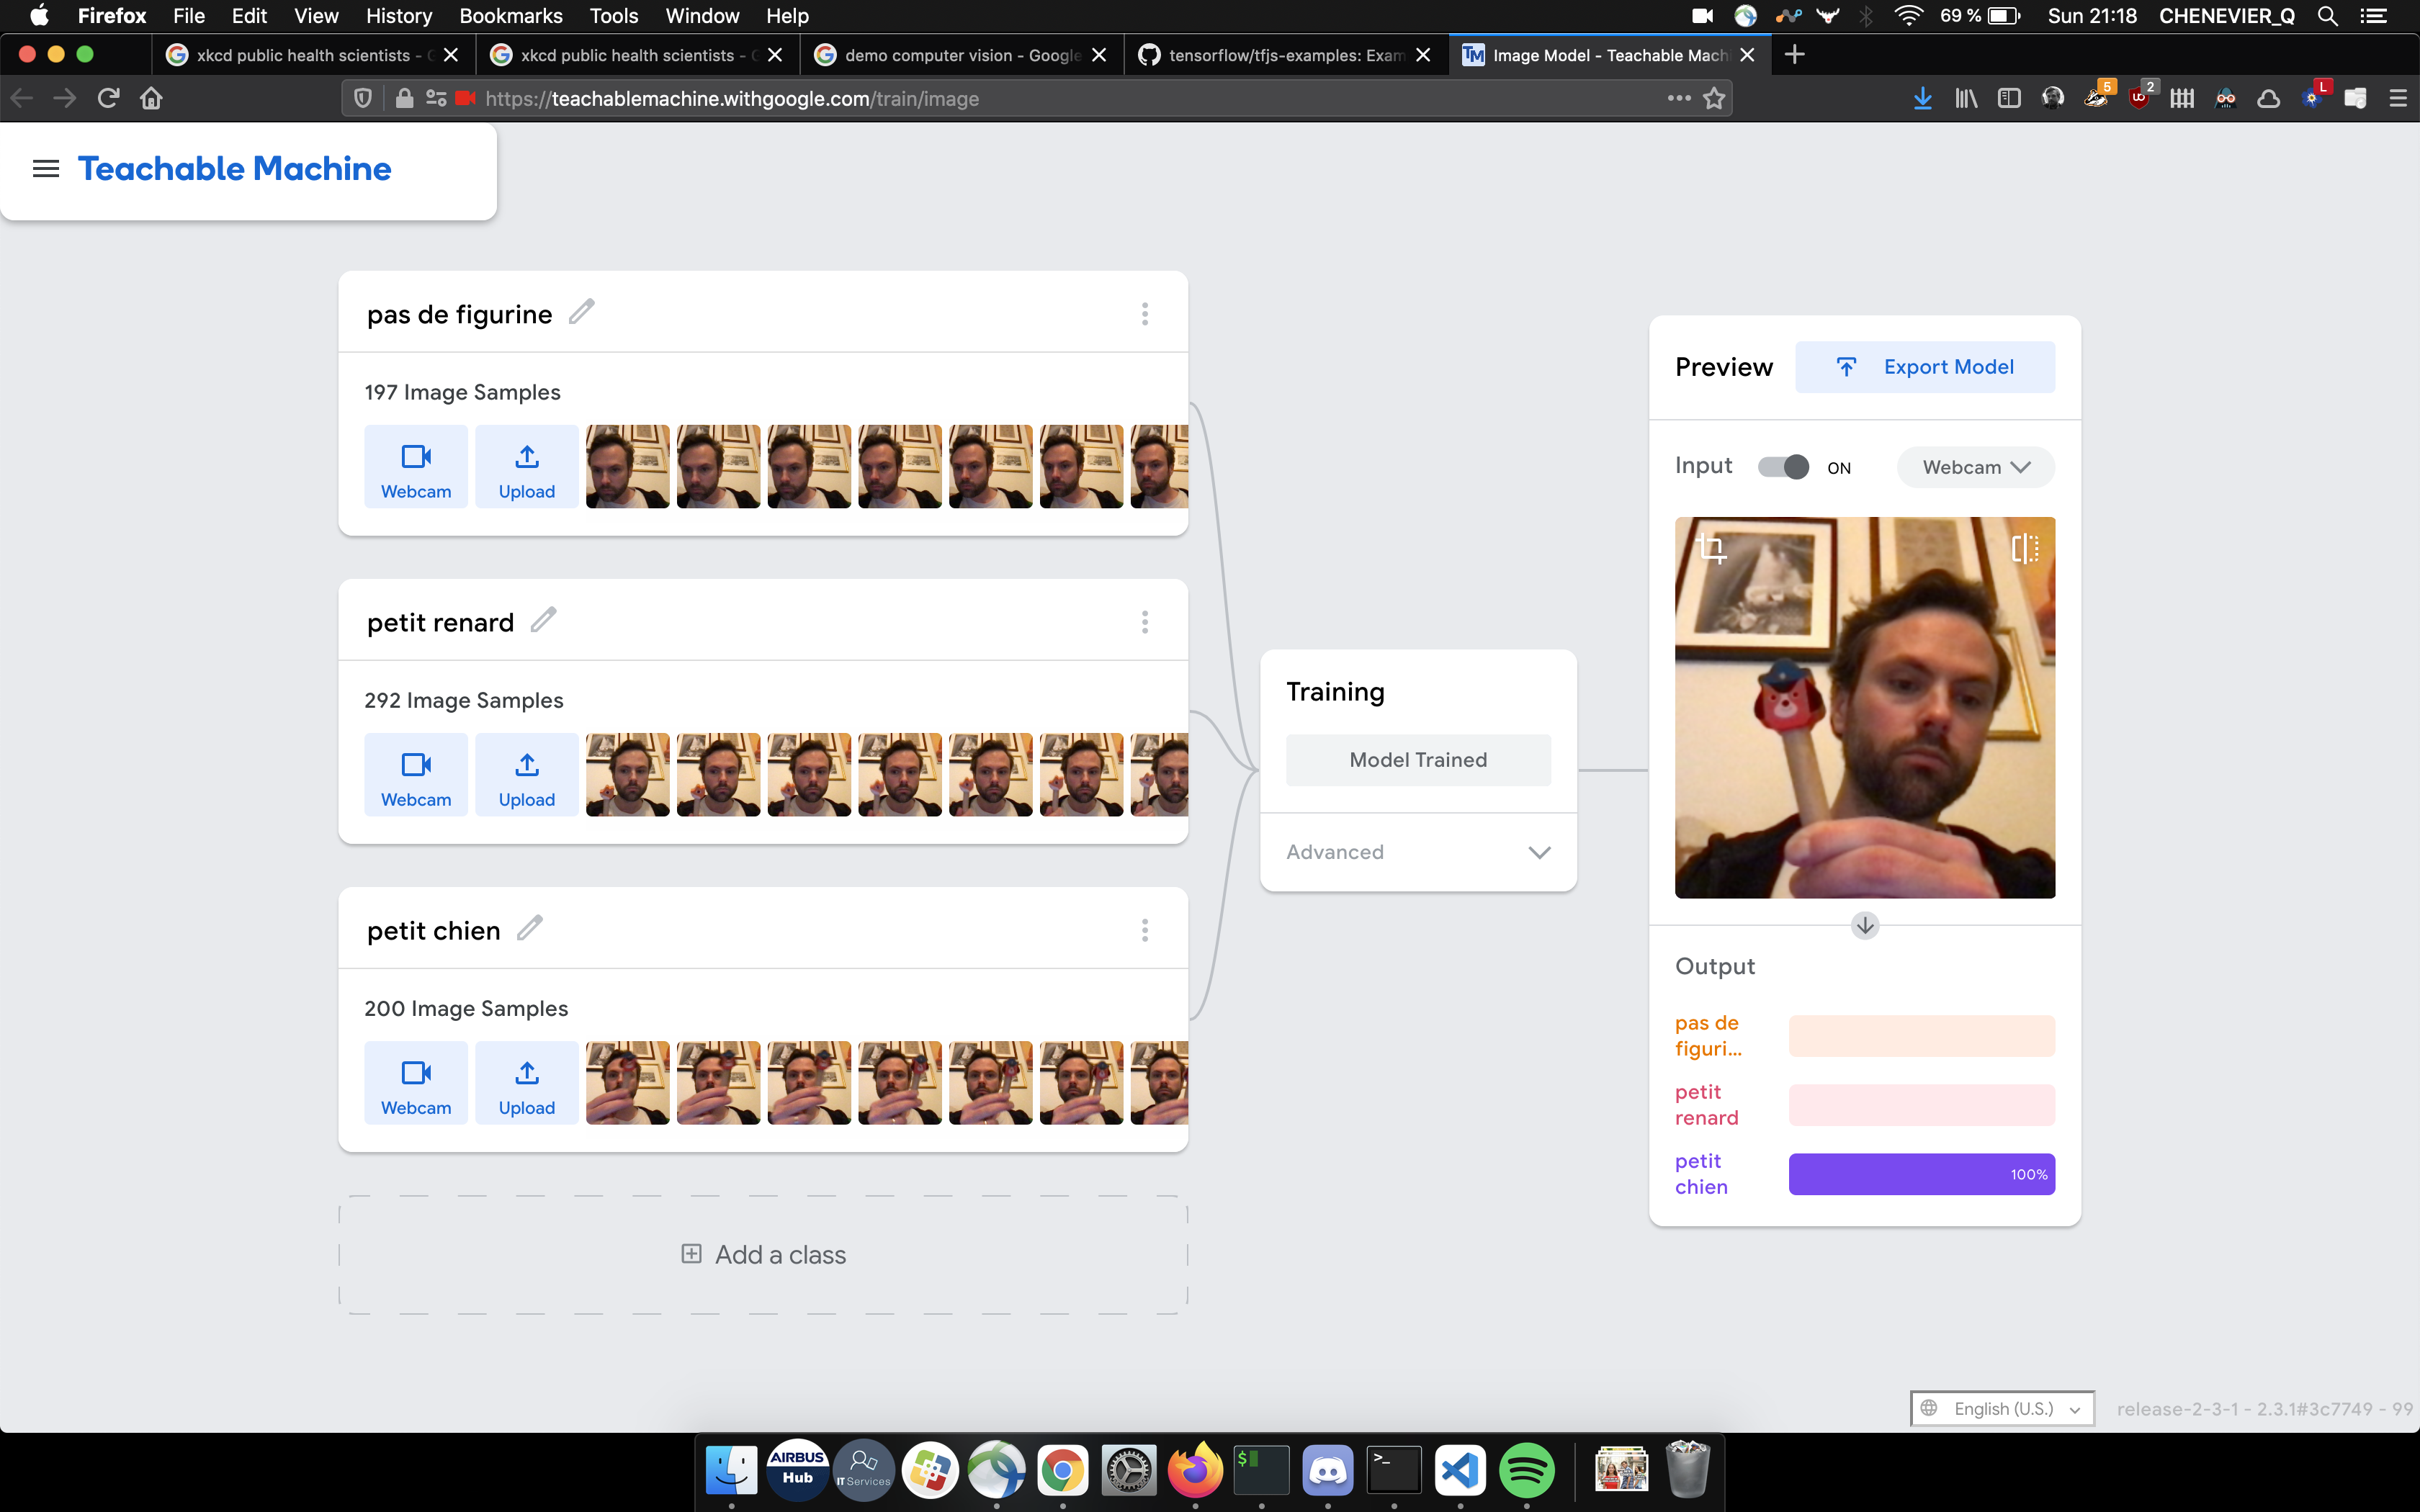 Firefox File Edit View History Bookmarks Tools Window Help 69 % Sun 21:18 CHENEVIER_Q
xkcd public health scientists - G xkcd public health scientists - G demo computer vision - Google tensorflow/tfjs-examples: Exam TM Image Model - Teachable Machi
https://teachablemachine.withgoogle.com/train/image 5 2 L
Teachable Machine
pas de figurine
197 Image Samples
Webcam Upload
petit renard
292 Image Samples
Webcam Upload
petit chien
200 Image Samples
Webcam Upload
Add a class
Training
Model Trained
Advanced
Preview Export Model
Input ON Webcam
Output
pas de
figuri...
petit
renard
petit
chien
100%
English (U.S.) release-2-3-1 - 2.3.1#3c7749 - 99
AIRBUS
Hub
IT Services
$
>_